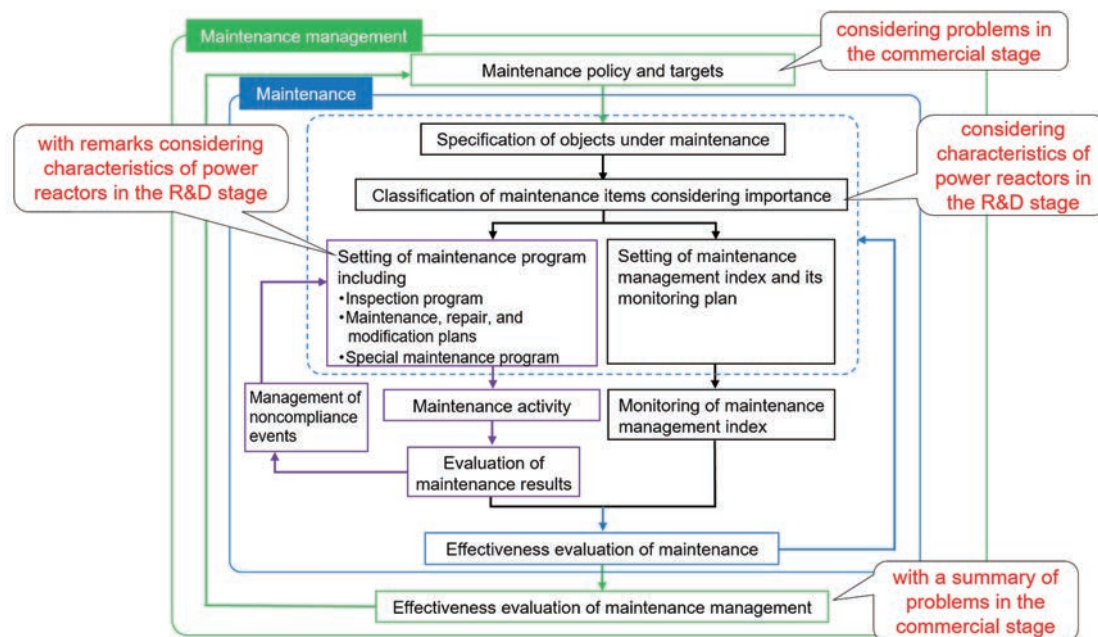 Maintenance management
considering problems in
the commercial stage
Maintenance policy and targets
Maintenance
with remarks considering
characteristics of power
reactors in the R&D stage
Specification of objects under maintenance
considering
characteristics of
power reactors in
the R&D stage
Classification of maintenance items considering importance
Setting of maintenance program
including
・Inspection program
・Maintenance, repair, and
modification plans
・Special maintenance program
Setting of maintenance
management index and its
monitoring plan
Management of
noncompliance
events
Maintenance activity
Monitoring of maintenance
management index
Evaluation of
maintenance results
Effectiveness evaluation of maintenance
Effectiveness evaluation of maintenance management
with a summary of
problems in the
commercial stage